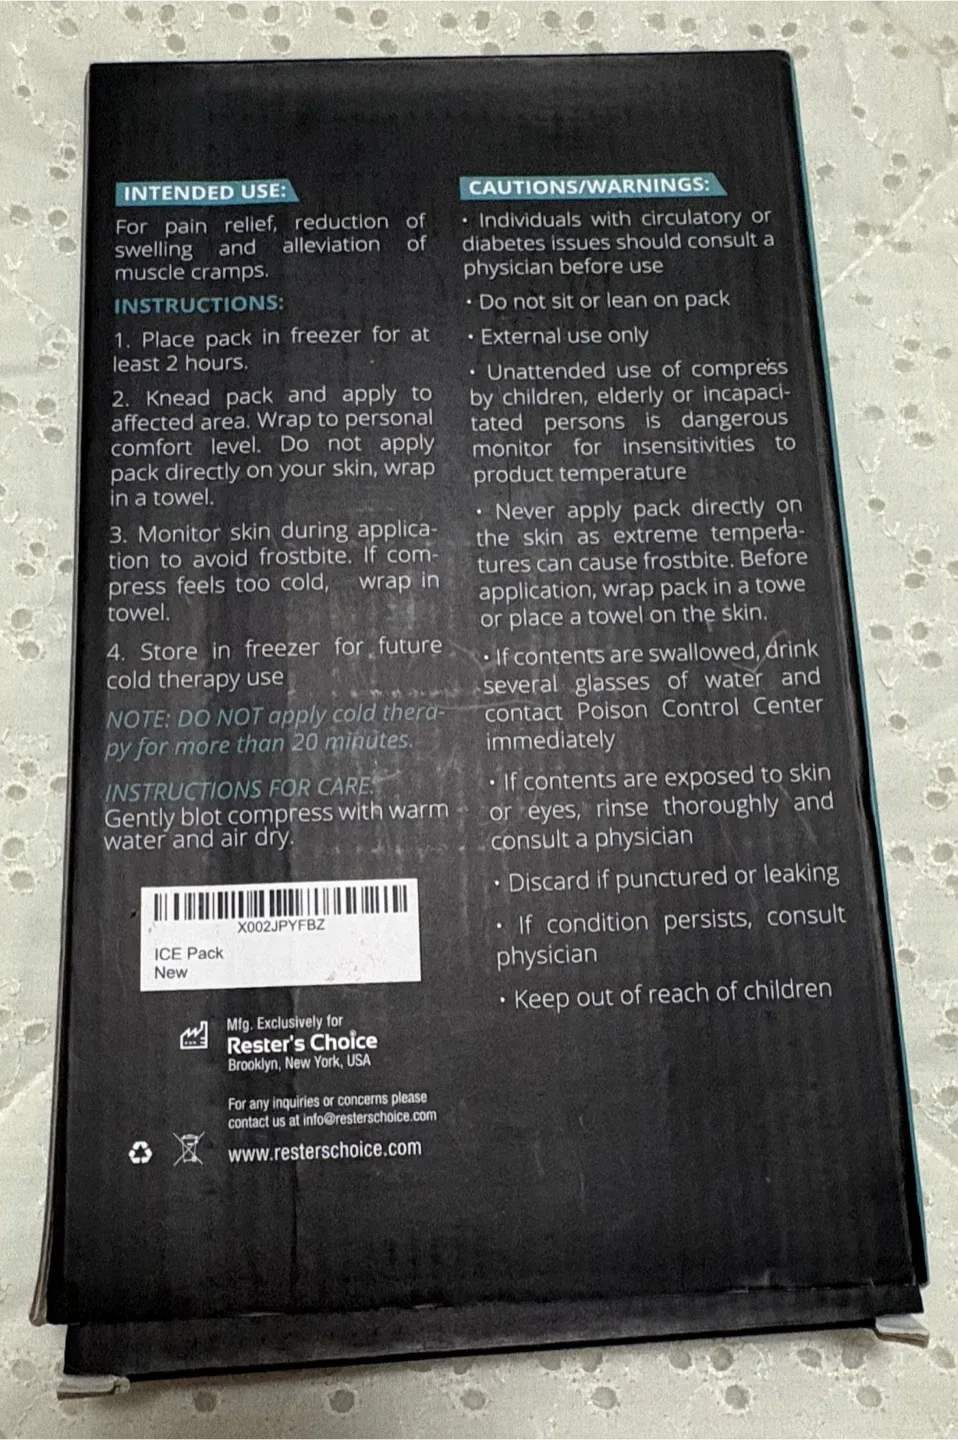 INTENDED USE:
For pain relief, reduction of
swelling and alleviation of
muscle cramps.
INSTRUCTIONS:
1. Place pack in freezer for at
least 2 hours.
2. Knead pack and apply to
affected area. Wrap to personal
comfort level. Do not apply
pack directly on your skin, wrap
in a towel.
3. Monitor skin during applica-
tion to avoid frostbite. If com-
press feels too cold, wrap in
towel.
4. Store in freezer for future
cold therapy use
NOTE: DO NOT apply cold thera-
py for more than 20 minutes.
INSTRUCTIONS FOR CARE:
Gently blot compress with warm
water and air dry.
X002JPYFBZ
ICE Pack
New
Mfg. Exclusively for
Rester's Choice
Brooklyn, New York, USA
For any inquiries or concerns please
contact us at info@resterschoice.com
www.resterschoice.com
CAUTIONS/WARNINGS:
• Individuals with circulatory or
diabetes issues should consult a
physician before use
• Do not sit or lean on pack
• External use only
• Unattended use of compress
by children, elderly or incapaci-
tated persons is dangerous
monitor for insensitivities to
product temperature
• Never apply pack directly on
the skin as extreme tempera-
tures can cause frostbite. Before
application, wrap pack in a towe
or place a towel on the skin.
• If contents are swallowed, drink
several glasses of water and
contact Poison Control Center
immediately
• If contents are exposed to skin
or eyes, rinse thoroughly and
consult a physician
• Discard if punctured or leaking
• If condition persists, consult
physician
• Keep out of reach of children